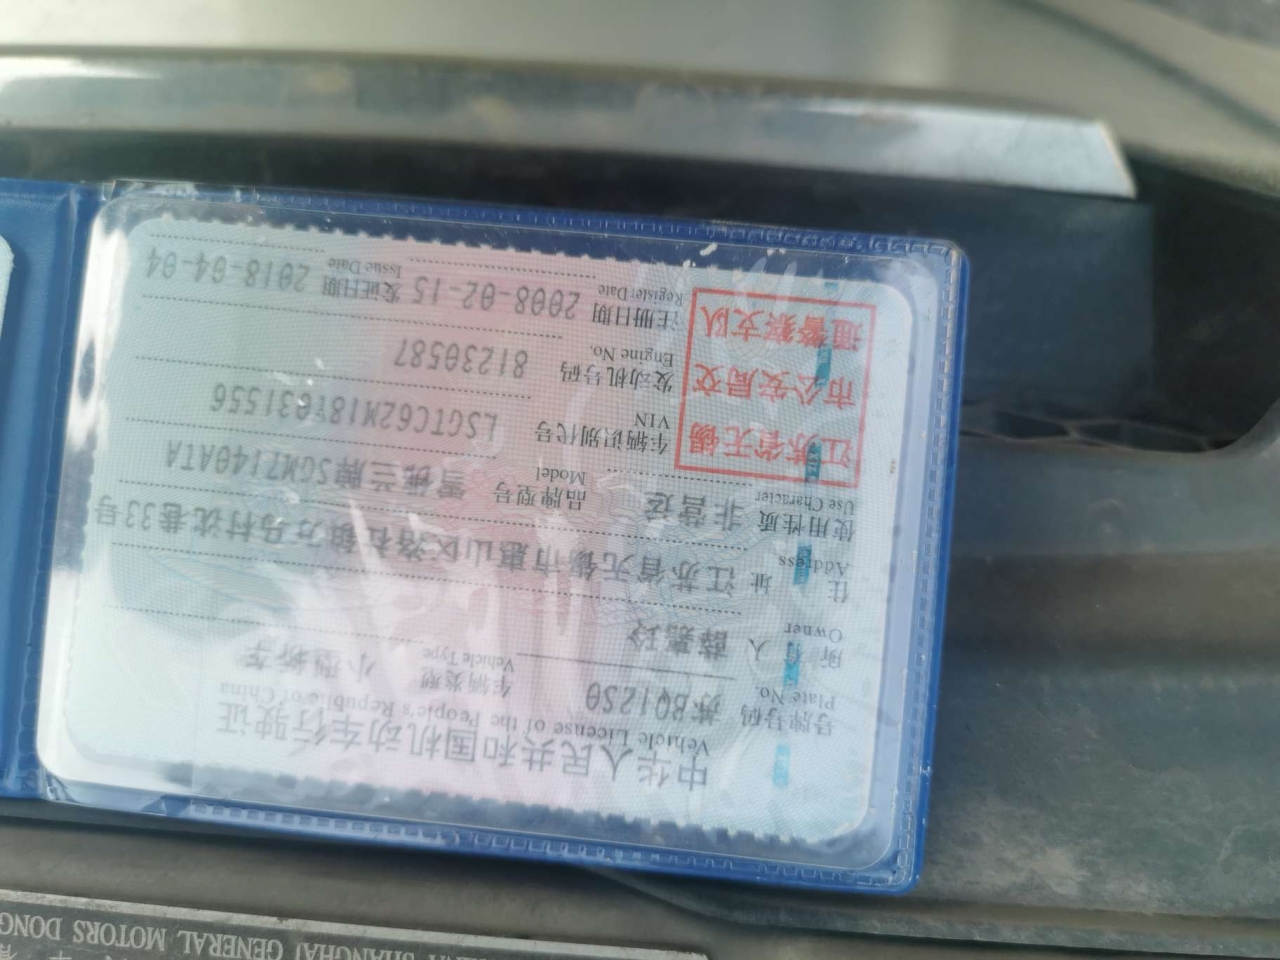 中华人民共和国机动车行驶证
Vehicle License of the People's Republic of China
号牌号码 苏BQ12S0 车辆类型 小型轿车
Plate No. Vehicle Type
所有人 薛嘉玲
Owner
住址 江苏省无锡市惠山区洛社镇万马村沈巷33号
Address
使用性质 非营运 品牌型号 雪佛兰牌SGM7140ATA
Use Character Model
车辆识别代号 LSGTC62M18Y031556
VIN
发动机号码 81230587
Engine No.
注册日期 2008-02-15 发证日期 2018-04-04
Register Date Issue Date
江苏省无锡
市公安局交
通警察支队
SHANGHAI GENERAL MOTORS DONG